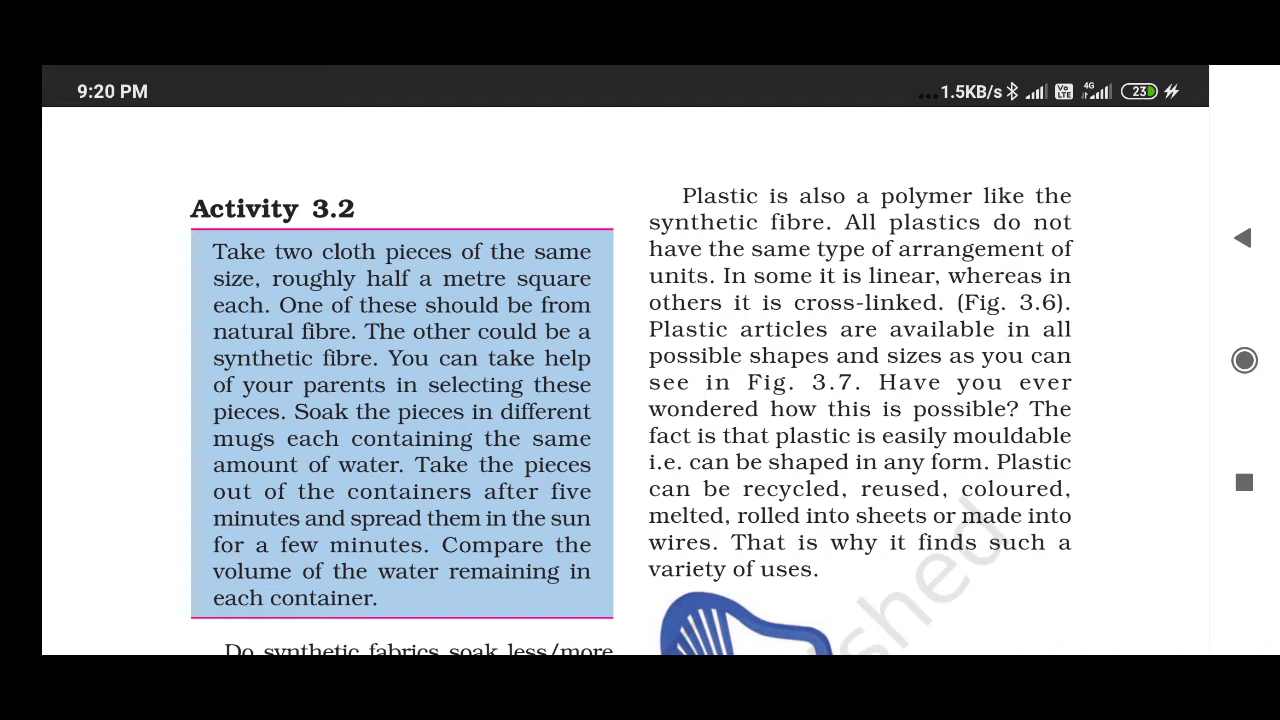 9:20 PM
...1.5KB/s Vo LTE 4G 23
Activity 3.2
Take two cloth pieces of the same
size, roughly half a metre square
each. One of these should be from
natural fibre. The other could be a
synthetic fibre. You can take help
of your parents in selecting these
pieces. Soak the pieces in different
mugs each containing the same
amount of water. Take the pieces
out of the containers after five
minutes and spread them in the sun
for a few minutes. Compare the
volume of the water remaining in
each container.
Do synthetic fabrics soak less/more
Plastic is also a polymer like the
synthetic fibre. All plastics do not
have the same type of arrangement of
units. In some it is linear, whereas in
others it is cross-linked. (Fig. 3.6).
Plastic articles are available in all
possible shapes and sizes as you can
see in Fig. 3.7. Have you ever
wondered how this is possible? The
fact is that plastic is easily mouldable
i.e. can be shaped in any form. Plastic
can be recycled, reused, coloured,
melted, rolled into sheets or made into
wires. That is why it finds such a
variety of uses.